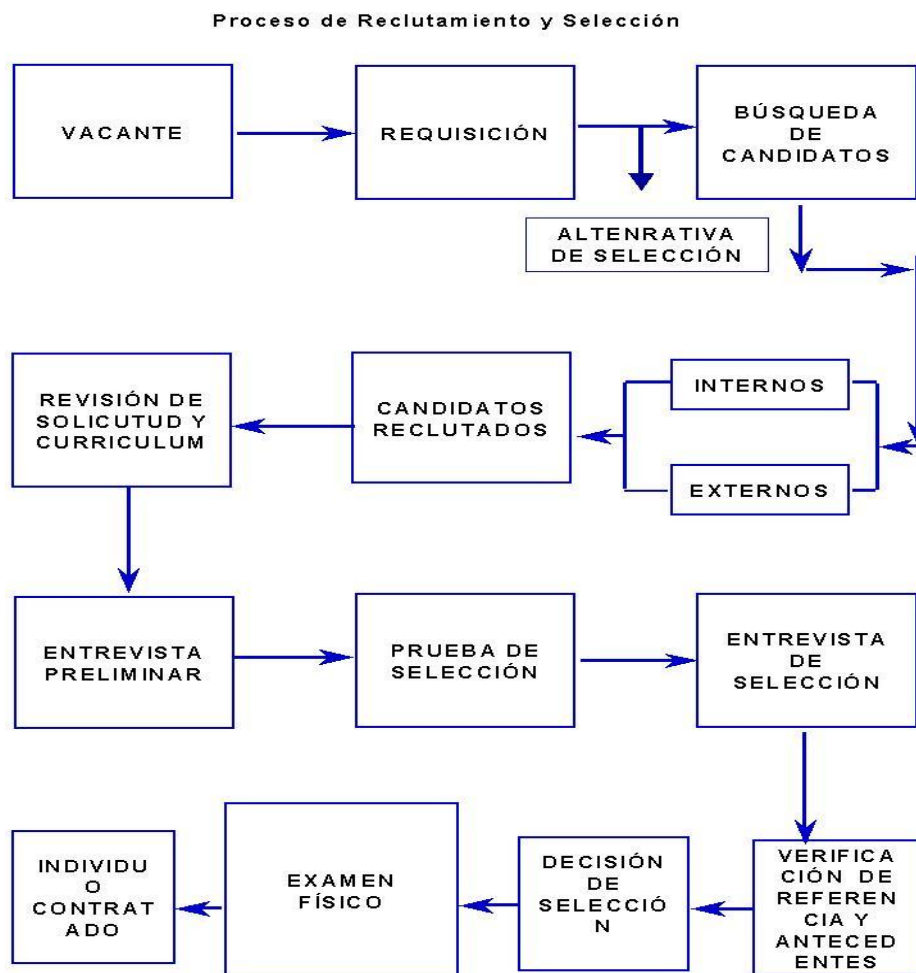 Proceso de Reclutamiento y Selección
VACANTE
REQUISICIÓN
BÚSQUEDA
DE
CANDIDATOS
ALTENRATIVA
DE SELECCIÓN
INTERNOS
EXTERNOS
CANDIDATOS
RECLUTADOS
REVISIÓN DE
SOLICUTUD Y
CURRICULUM
ENTREVISTA
PRELIMINAR
PRUEBA DE
SELECCIÓN
ENTREVISTA
DE
SELECCIÓN
VERIFICA
CIÓN DE
REFEREN
CIA Y
ANTECED
ENTES
DECISIÓN
DE
SELECCIÓ
N
EXAMEN
FÍSICO
INDIVIDU
O
CONTRAT
ADO